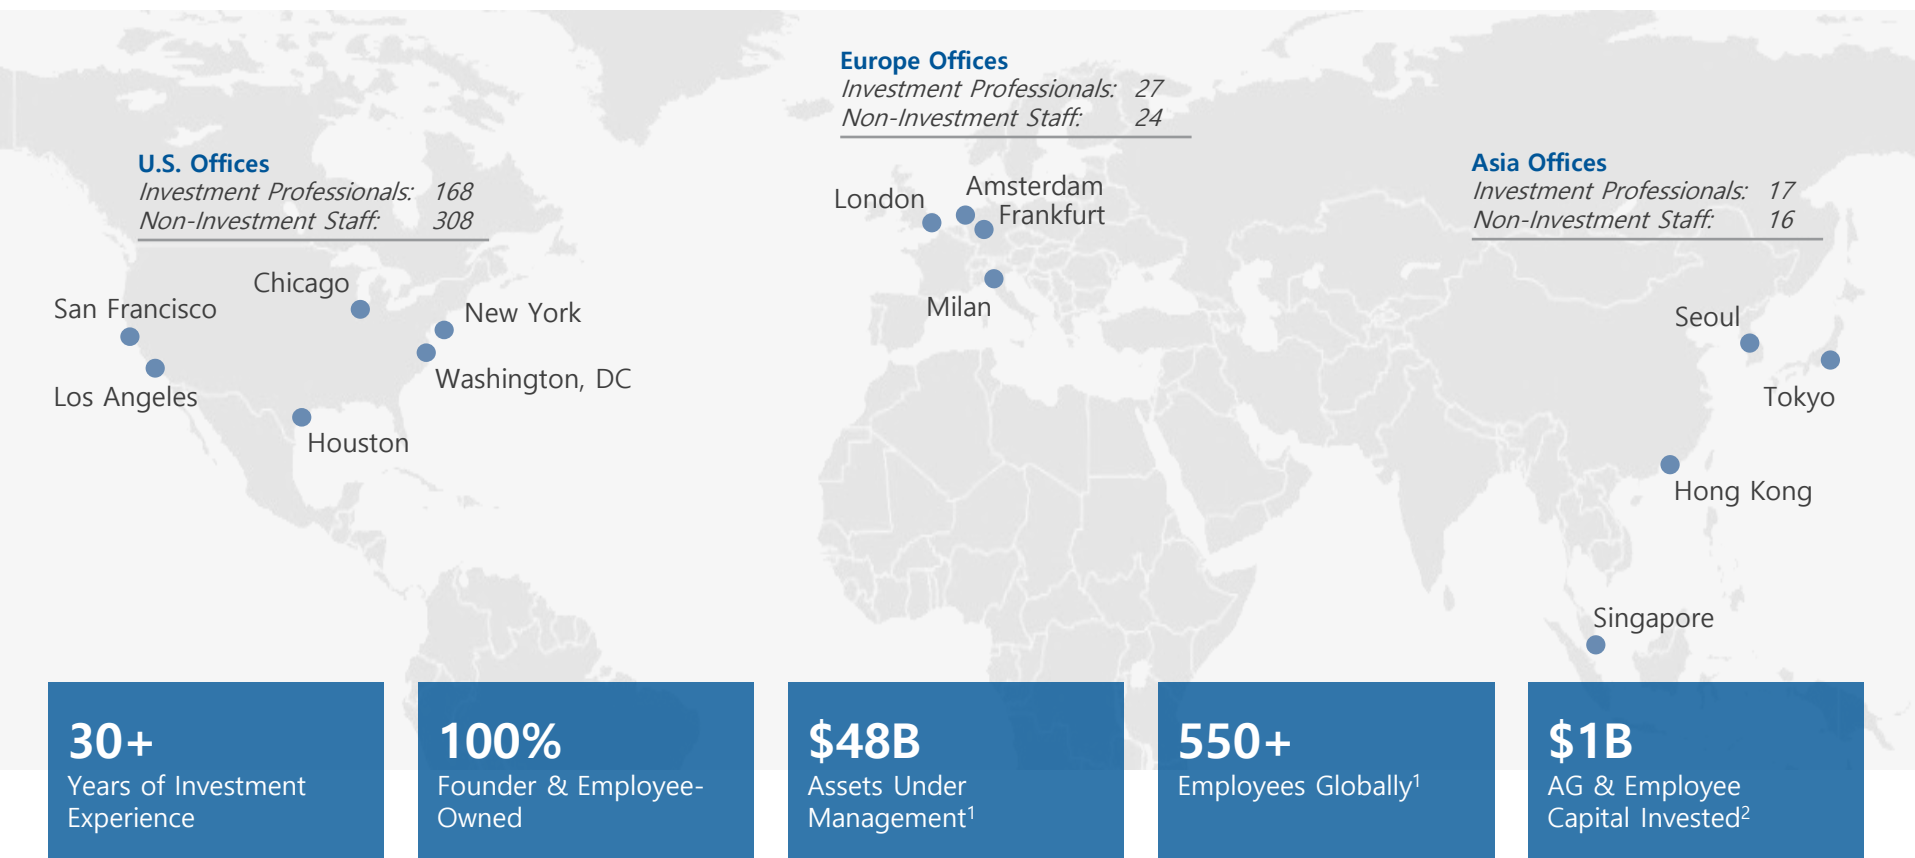 Europe Offices
Investment Professionals: 27
Non-Investment Staff: 24
U.S. Offices
Investment Professionals: 168
Non-Investment Staff: 308
Asia Offices
Investment Professionals: 17
Non-Investment Staff: 16
London
Amsterdam
Frankfurt
Milan
Chicago
San Francisco
New York
Los Angeles
Washington, DC
Houston
Seoul
Tokyo
Hong Kong
Singapore
30+
Years of Investment
Experience
100%
Founder & Employee-
Owned
$48B
Assets Under
Management¹
550+
Employees Globally¹
$1B
AG & Employee
Capital Invested²